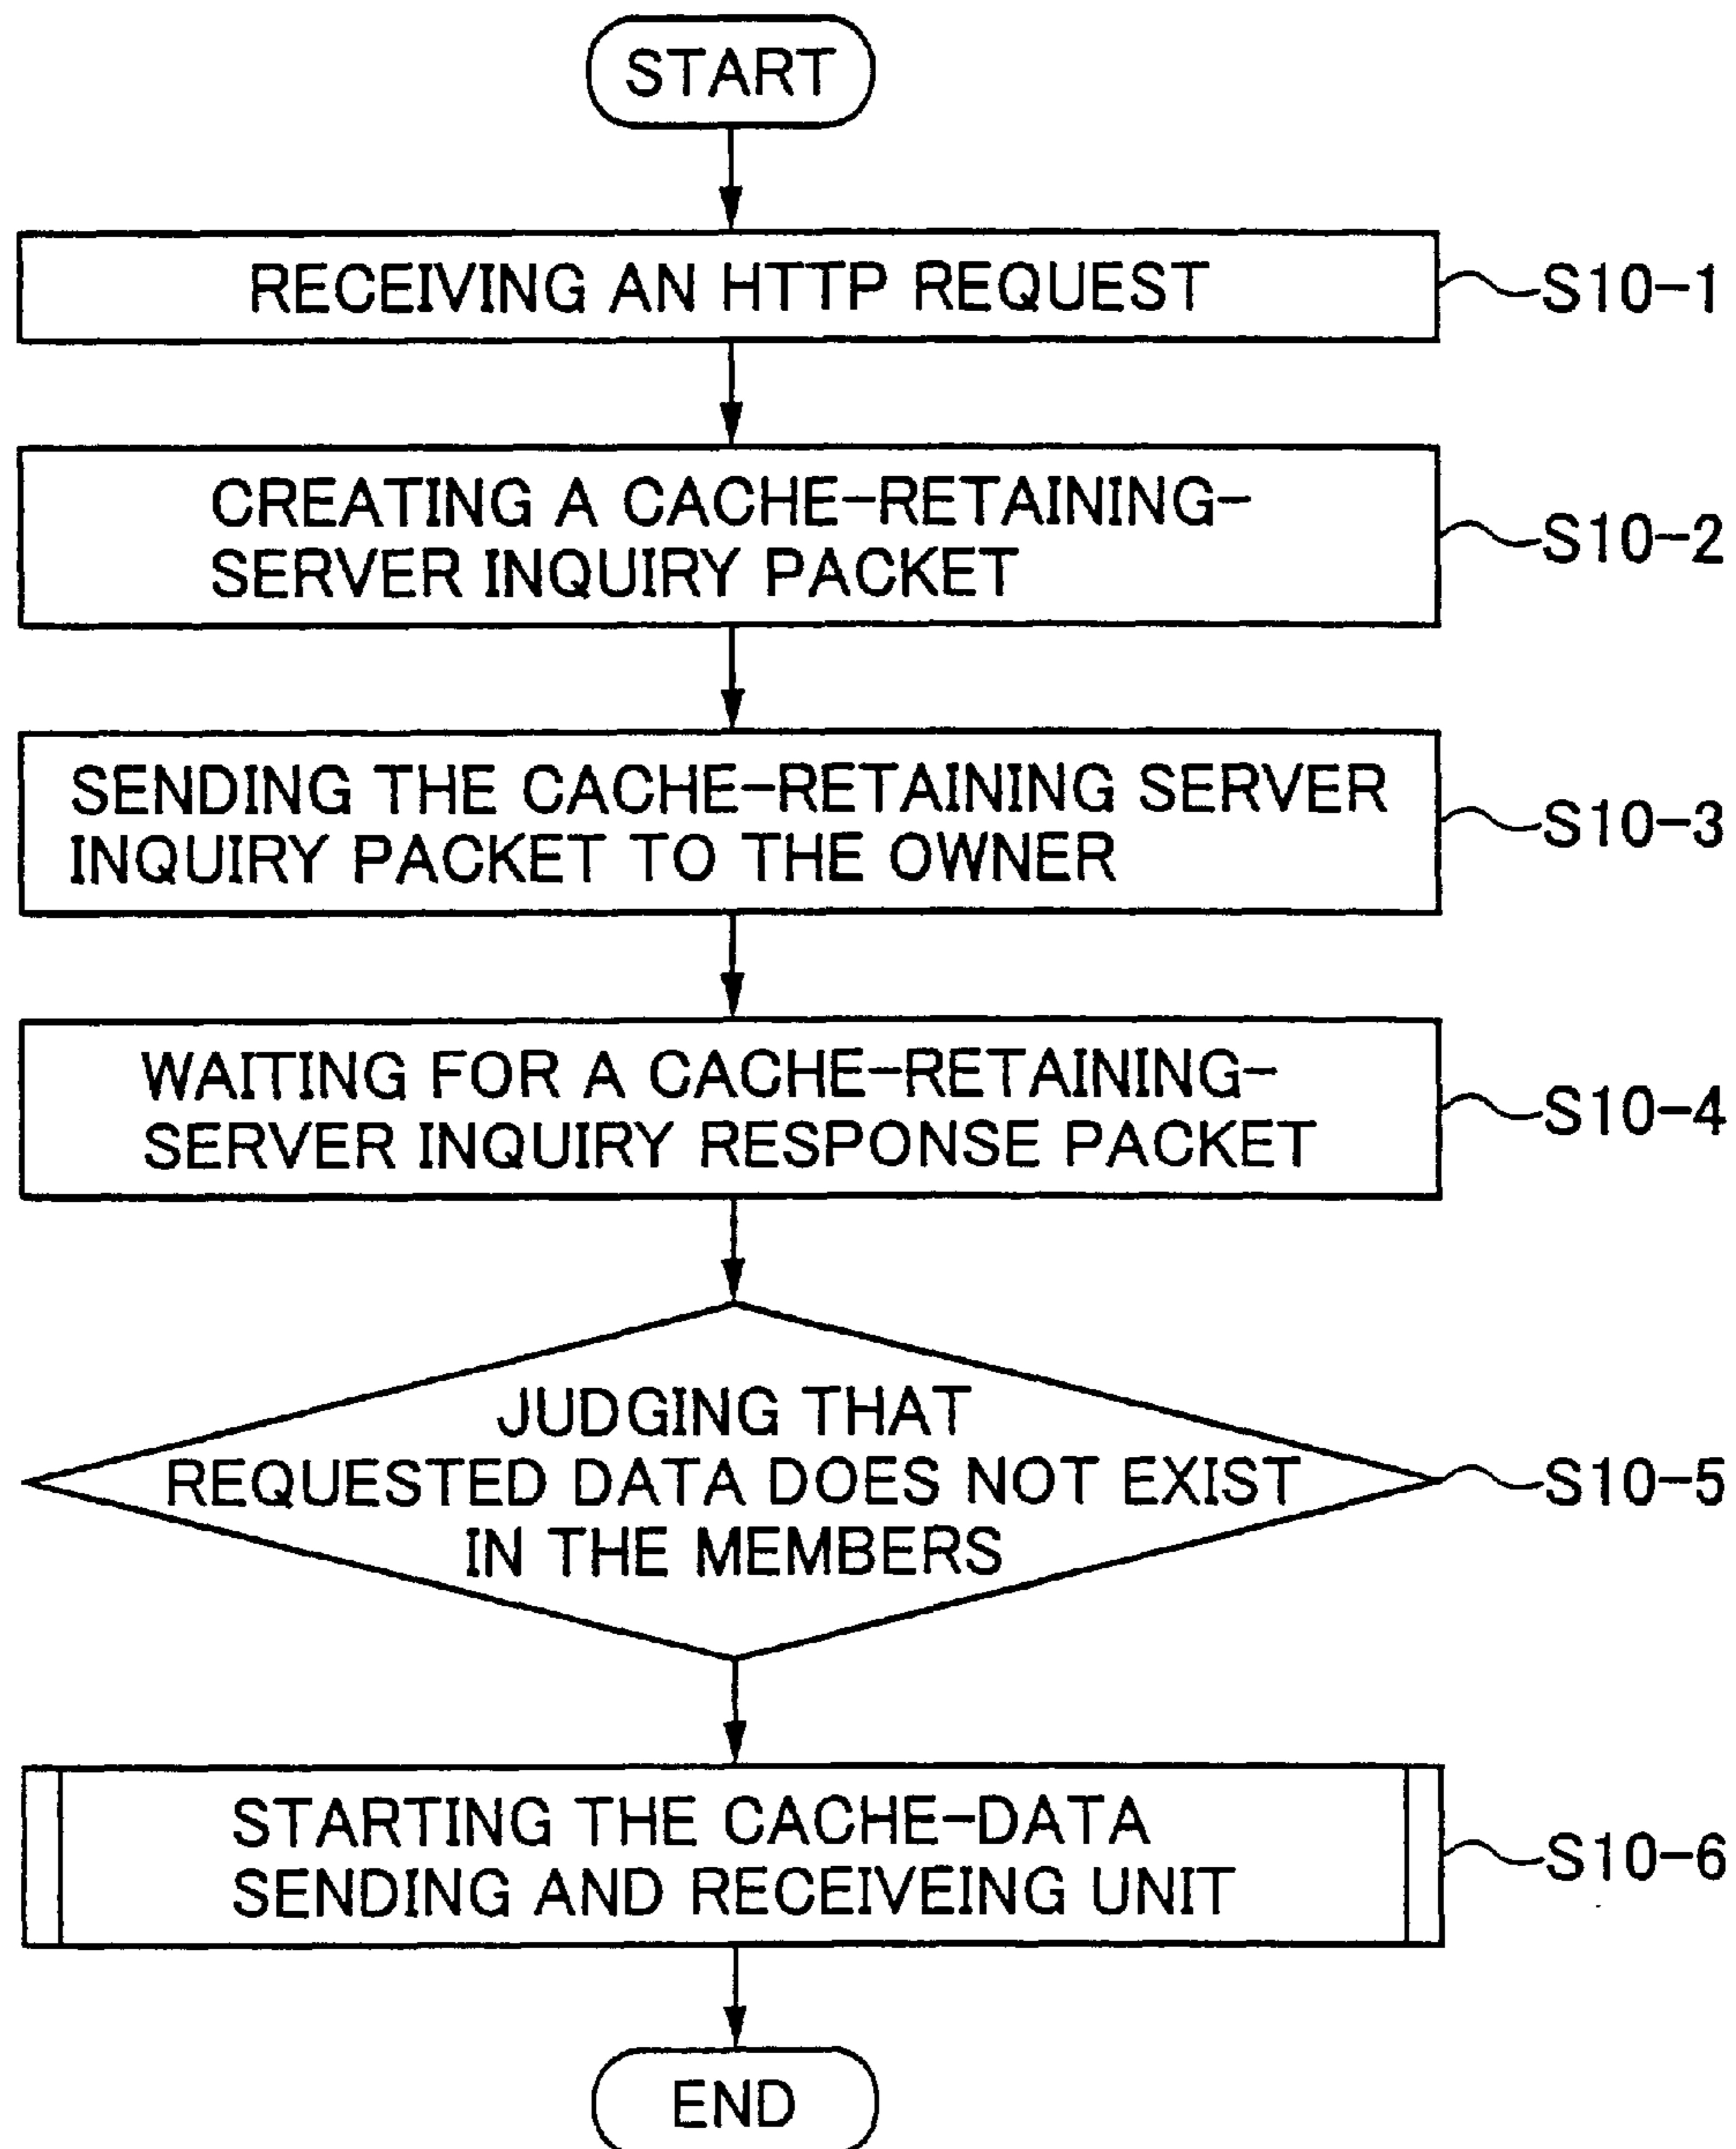 START
RECEIVING AN HTTP REQUEST
S10-1
CREATING A CACHE-RETAINING-
SERVER INQUIRY PACKET
S10-2
SENDING THE CACHE-RETAINING SERVER
INQUIRY PACKET TO THE OWNER
S10-3
WAITING FOR A CACHE-RETAINING-
SERVER INQUIRY RESPONSE PACKET
S10-4
JUDGING THAT
REQUESTED DATA DOES NOT EXIST
IN THE MEMBERS
S10-5
STARTING THE CACHE-DATA
SENDING AND RECEIVEING UNIT
S10-6
END